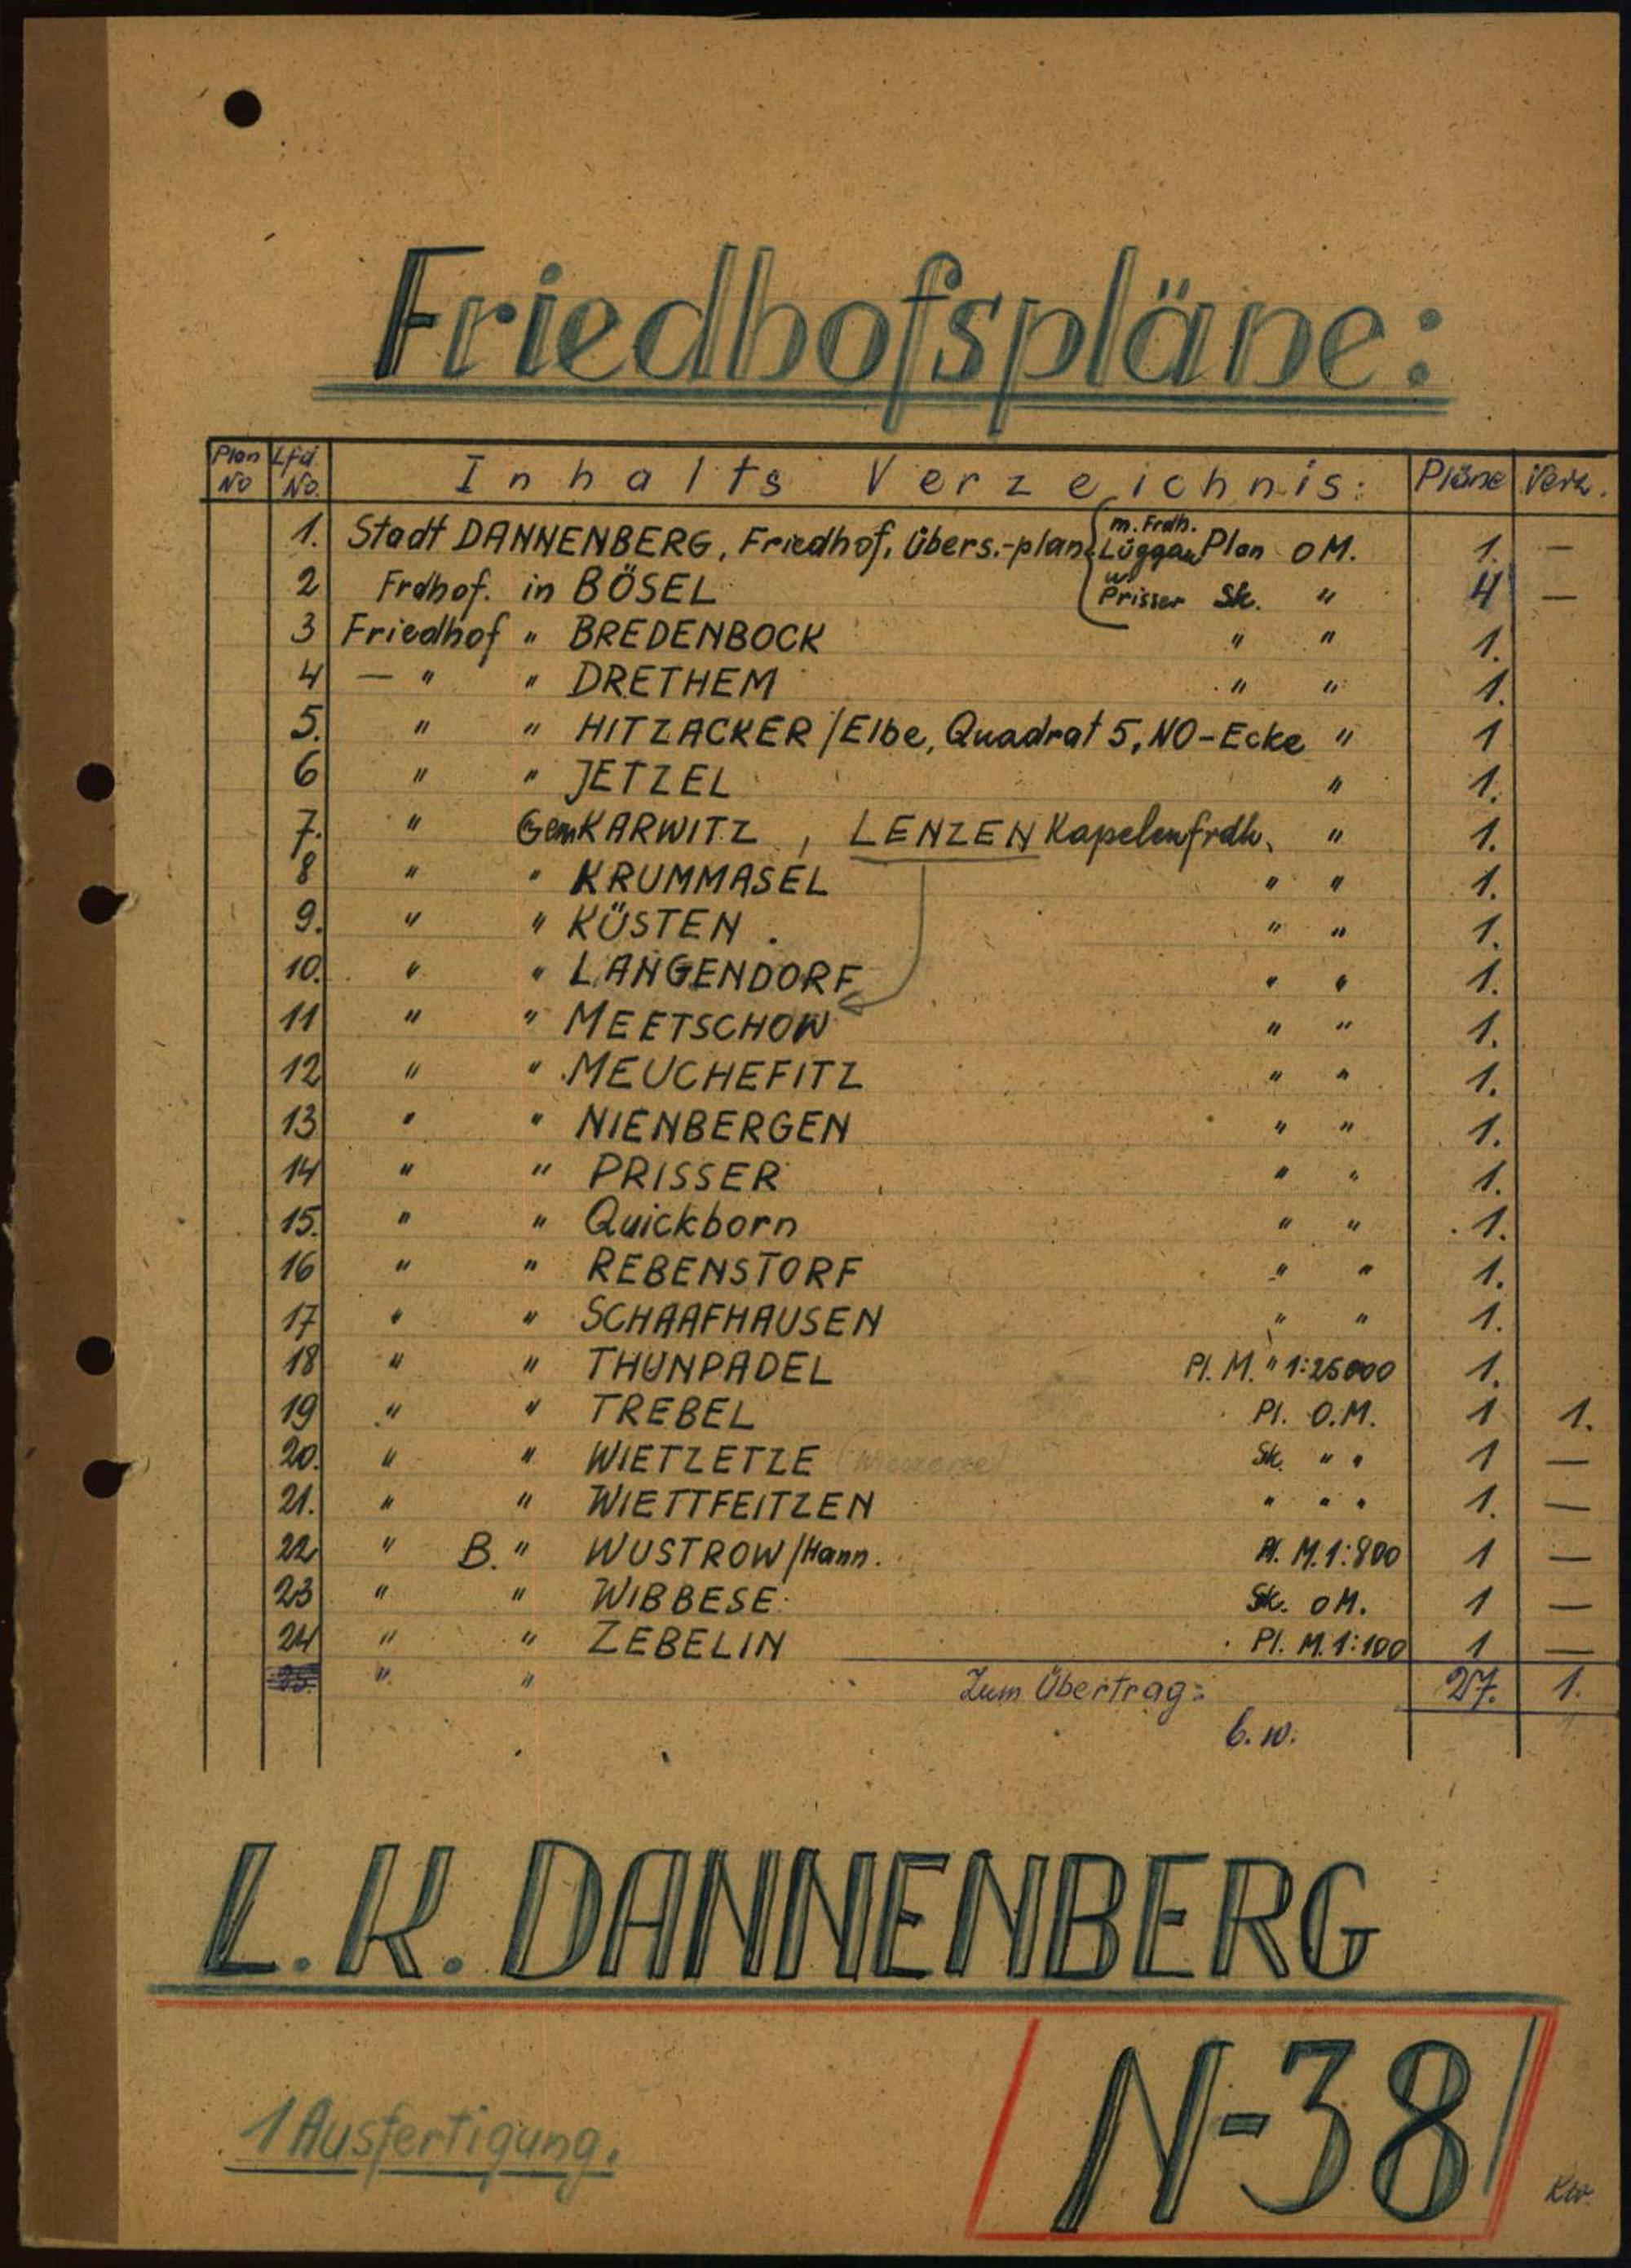 Friedhofspläne:
Plan No Lfd. No. Inhalts Verzeichnis: Pläne Verz.
1. Stadt DANNENBERG, Friedhof, Übers.-plan m. Frdh. Lüggau Plan o M. 1. —
2 Frdhof. in BÖSEL u. Prisser Sk. " 4 —
3 Friedhof " BREDENBOCK " " 1.
4 — " " DRETHEM " " 1.
5. " " HITZACKER/Elbe, Quadrat 5, NO-Ecke " 1
6 " " JETZEL " 1.
7. " Gem KARWITZ, LENZEN Kapelenfrdh. " 1.
8 " " KRUMMASEL " " 1.
9. " " KÜSTEN. " " 1.
10. " " LANGENDORF " " 1.
11 " " MEETSCHOW " " 1.
12 " " MEUCHEFITZ " " 1.
13 " " NIENBERGEN " " 1.
14 " " PRISSER " " 1.
15. " " Quickborn " " 1.
16 " " REBENSTORF " " 1.
17 " " SCHAAFHAUSEN " " 1.
18 " " THUNPADEL Pl. M. " 1:25000 1.
19 " " TREBEL Pl. O.M. 1 1.
20. " " WIETZETZE Sk. " " 1 —
21. " " WIETTFEITZEN " " " 1. —
22 " B. " WUSTROW/Hann. Pl. M. 1:800 1 —
23 " " WIBBESE Sk. o M. 1 —
24 " " ZEBELIN Pl. M. 1:100 1 —
" " Zum Übertrag: 27. 1.
b. w.
L.K. DANNENBERG
N-38
1 Ausfertigung.